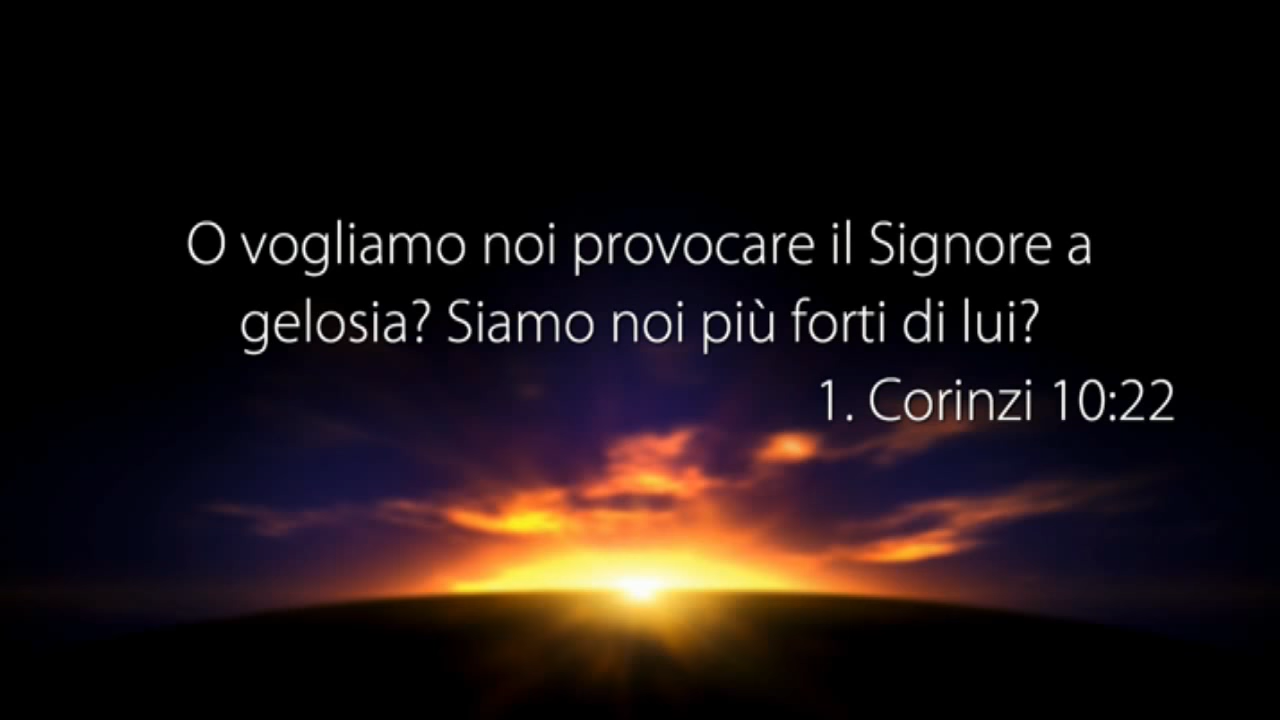 O vogliamo noi provocare il Signore a
gelosia? Siamo noi più forti di lui?
1. Corinzi 10:22